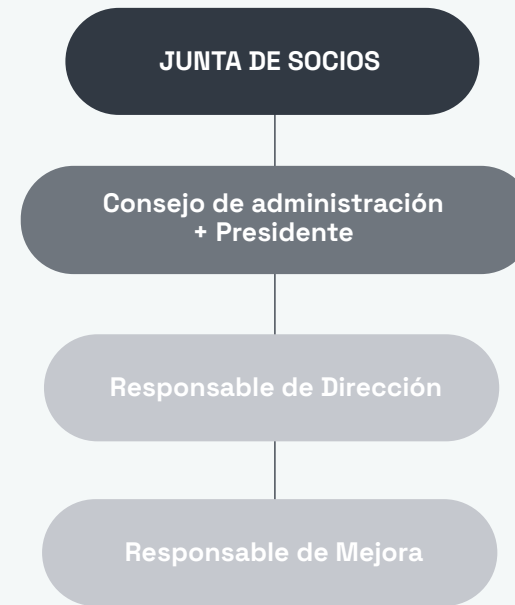 JUNTA DE SOCIOS
Consejo de administración
+ Presidente
Responsable de Dirección
Responsable de Mejora